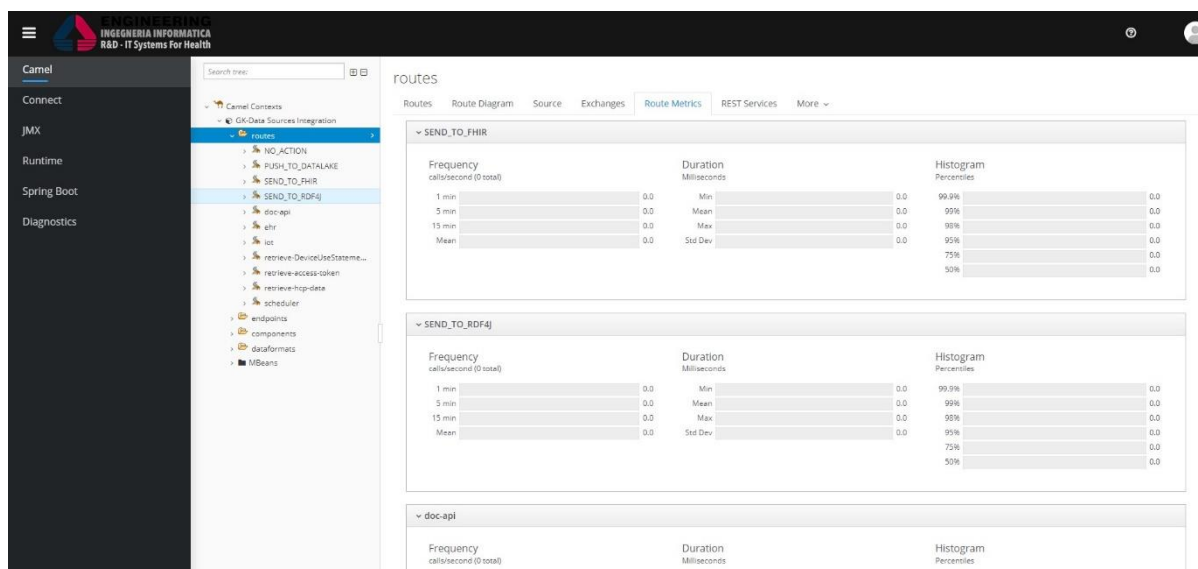 ENGINEERING
INGEGNERIA INFORMATICA
R&D - IT Systems For Health
Camel
Connect
JMX
Runtime
Spring Boot
Diagnostics
Search tree:
Camel Contexts
GK-Data Sources Integration
routes
NO_ACTION
PUSH_TO_DATALAKE
SEND_TO_FHIR
SEND_TO_RDF4J
doc-api
ehr
iot
retrieve-DeviceUseStateme...
retrieve-access-token
retrieve-hcp-data
scheduler
endpoints
components
dataformats
MBeans
routes
Routes Route Diagram Source Exchanges Route Metrics REST Services More
SEND_TO_FHIR
Frequency Duration Histogram
calls/second (0 total) Milliseconds Percentiles
1 min 0.0 Min 0.0 99.9% 0.0
5 min 0.0 Mean 0.0 99% 0.0
15 min 0.0 Max 0.0 98% 0.0
Mean 0.0 Std Dev 0.0 95% 0.0
75% 0.0
50% 0.0
SEND_TO_RDF4J
Frequency Duration Histogram
calls/second (0 total) Milliseconds Percentiles
1 min 0.0 Min 0.0 99.9% 0.0
5 min 0.0 Mean 0.0 99% 0.0
15 min 0.0 Max 0.0 98% 0.0
Mean 0.0 Std Dev 0.0 95% 0.0
75% 0.0
50% 0.0
doc-api
Frequency Duration Histogram
calls/second (0 total) Milliseconds Percentiles